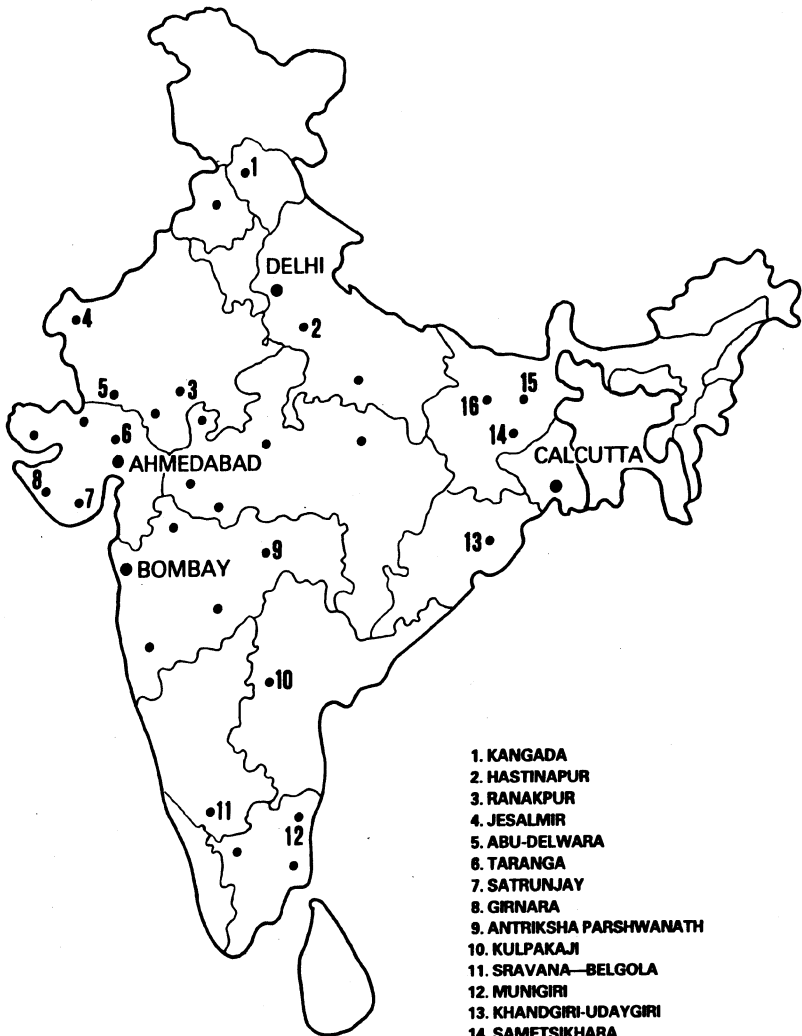 1
DELHI
4
2
5
3
15
16
6
14
AHMEDABAD
CALCUTTA
8
7
13
9
BOMBAY
10
11
12
1. KANGADA
2. HASTINAPUR
3. RANAKPUR
4. JESALMIR
5. ABU-DELWARA
6. TARANGA
7. SATRUNJAY
8. GIRNARA
9. ANTRIKSHA PARSHWANATH
10. KULPAKAJI
11. SRAVANA—BELGOLA
12. MUNIGIRI
13. KHANDGIRI-UDAYGIRI
14. SAMETSIKHARA